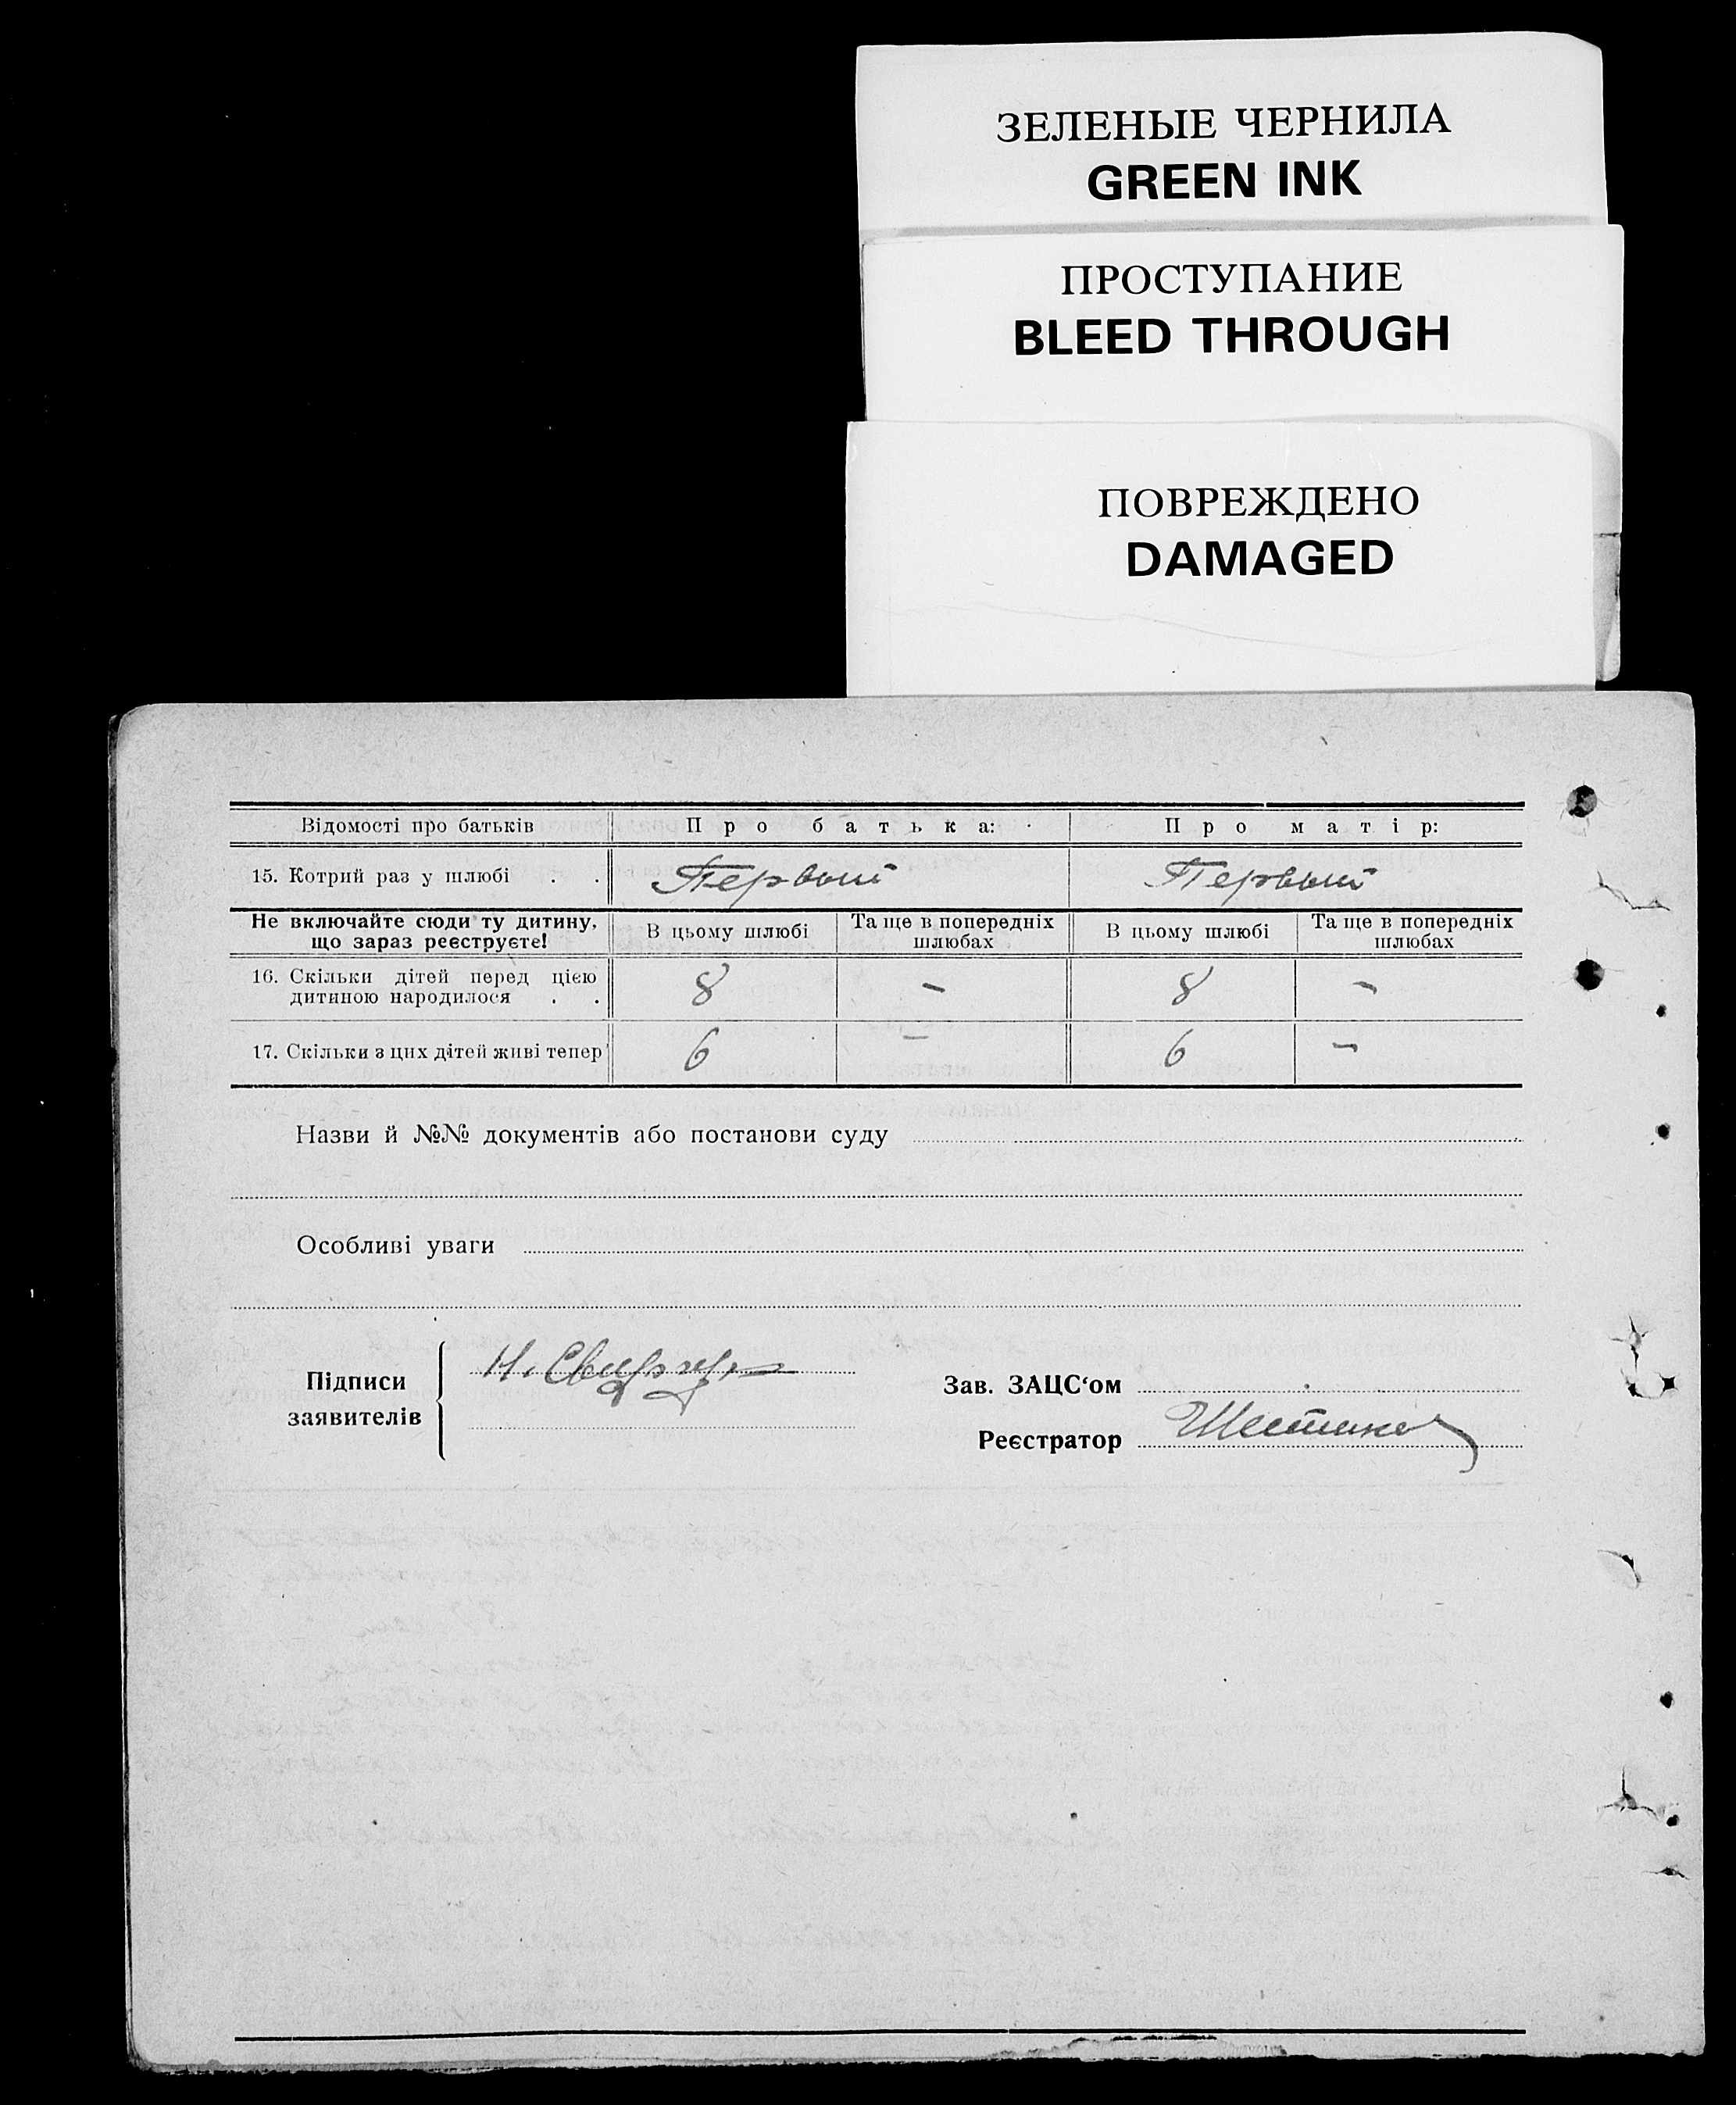 ЗЕЛЕНЫЕ ЧЕРНИЛА
GREEN INK
ПРОСТУПАНИЕ
BLEED THROUGH
ПОВРЕЖДЕНО
DAMAGED
Відомості про батьків Про батька: Про матір:
15. Котрий раз у шлюбі . . Первый Первый
Не включайте сюди ту дитину, що зараз реєструєте! В цьому шлюбі Та ще в попередніх шлюбах В цьому шлюбі Та ще в попередніх шлюбах
16. Скільки дітей перед цією дитиною народилося . . 8 - 8 -
17. Скільки з цих дітей живі тепер 6 - 6 -
Назви й №№ документів або постанови суду
Особливі уваги
Підписи заявителів
Н.
Зав. ЗАЦС‘ом
Реєстратор